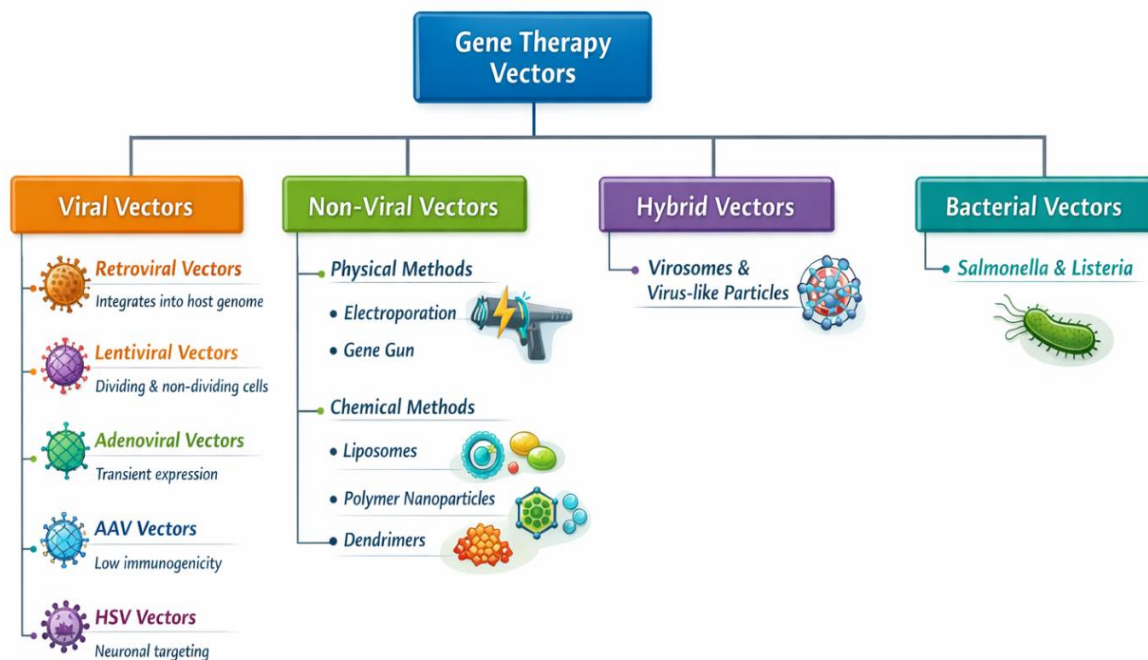 Gene Therapy
Vectors
Viral Vectors
Retroviral Vectors
Integrates into host genome
Lentiviral Vectors
Dividing & non-dividing cells
Adenoviral Vectors
Transient expression
AAV Vectors
Low immunogenicity
HSV Vectors
Neuronal targeting
Non-Viral Vectors
Physical Methods
• Electroporation
• Gene Gun
Chemical Methods
• Liposomes
• Polymer Nanoparticles
• Dendrimers
Hybrid Vectors
Virosomes &
Virus-like Particles
Bacterial Vectors
Salmonella & Listeria